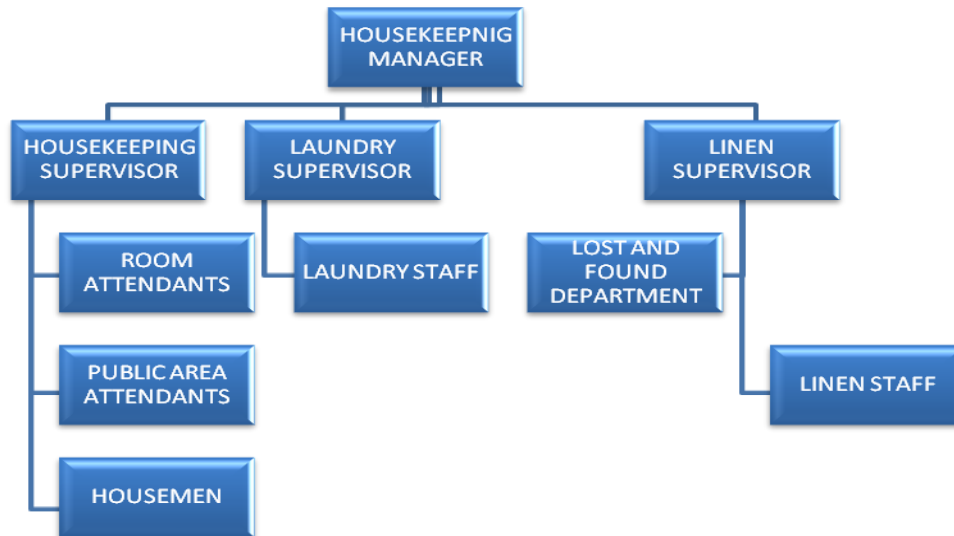 HOUSEKEEPNIG
MANAGER
HOUSEKEEPING
SUPERVISOR
LAUNDRY
SUPERVISOR
LINEN
SUPERVISOR
ROOM
ATTENDANTS
LAUNDRY STAFF
LOST AND
FOUND
DEPARTMENT
PUBLIC AREA
ATTENDANTS
LINEN STAFF
HOUSEMEN